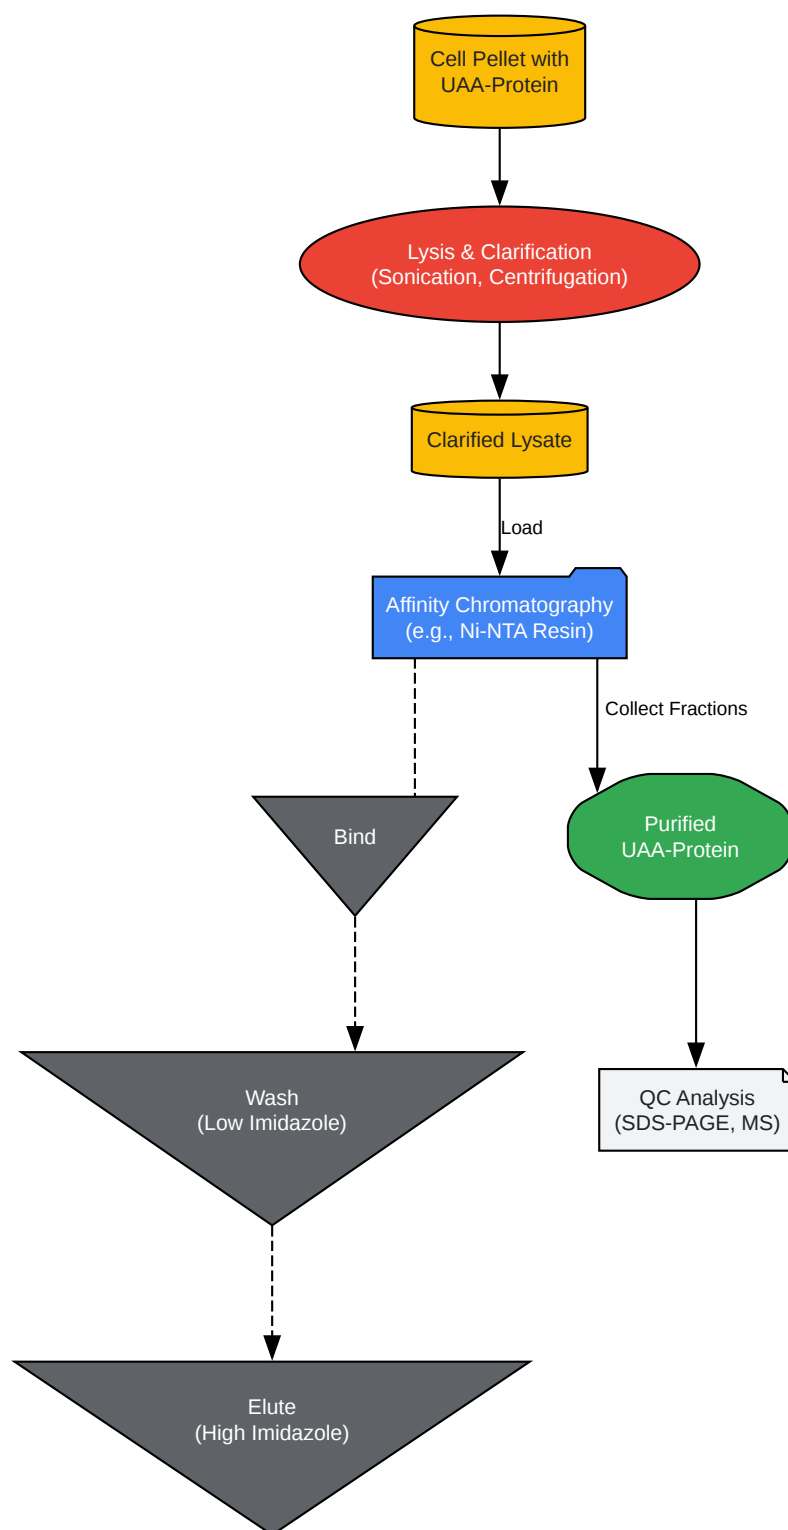 Cell Pellet with
UAA-Protein
Lysis & Clarification
(Sonication, Centrifugation)
Clarified Lysate
Load
Affinity Chromatography
(e.g., Ni-NTA Resin)
Collect Fractions
Bind
Purified
UAA-Protein
Wash
(Low Imidazole)
QC Analysis
(SDS-PAGE, MS)
Elute
(High Imidazole)